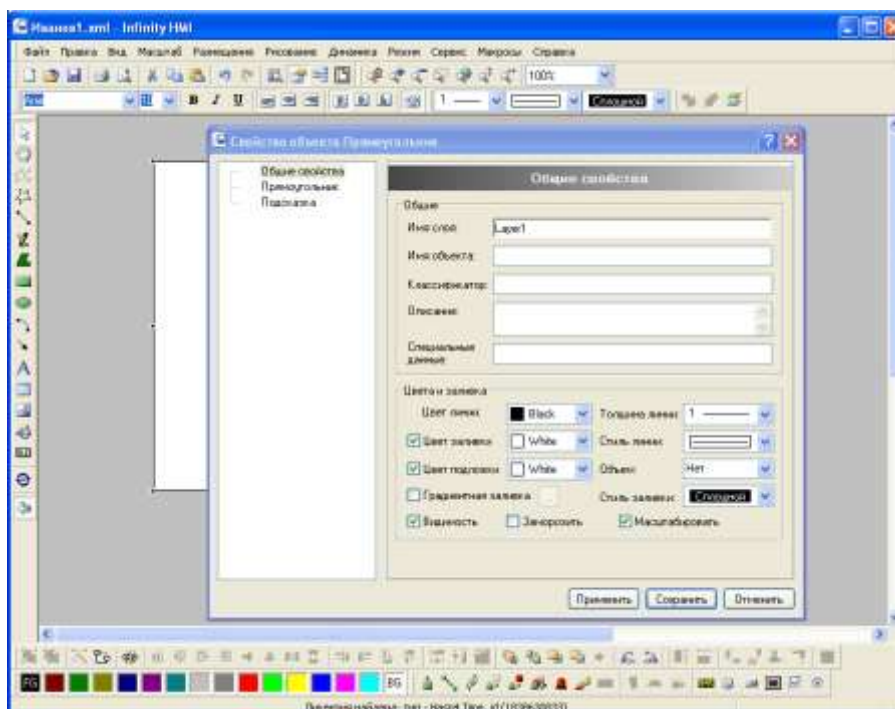 Infinity HMI
Файл Правка Вид Масштаб Размещение Рисование Динамика Режим Сервис Макросы Справка
100%
1
Сплошной
Свойства объекта Прямоугольник
Общие свойства
Прямоугольник
Подсказка
Общие свойства
Общие
Имя слоя: Layer1
Имя объекта:
Классификатор:
Описание:
Специальные
данные:
Цвета и заливка
Цвет линии: Black Толщина линии: 1
Цвет заливки White Стиль линии:
Цвет подложки White Объем: Нет
Градиентная заливка Стиль заливки: Сплошной
Видимость Заморозить Масштабировать
Применить Сохранить Отменить
FG BG